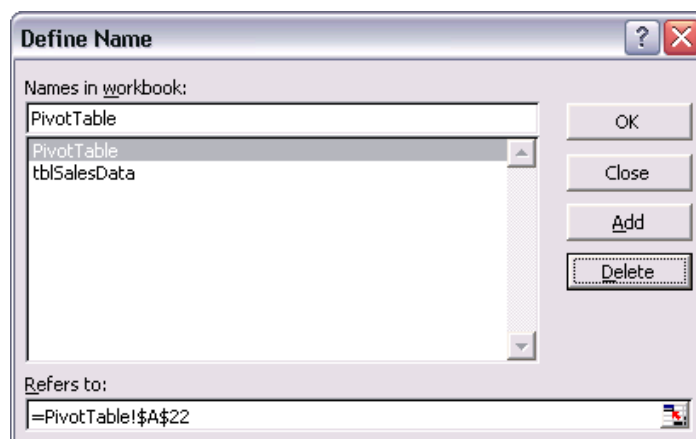 Define Name
Names in workbook:
PivotTable
OK
PivotTable
tblSalesData
Close
Add
Delete
Refers to:
=PivotTable!$A$22